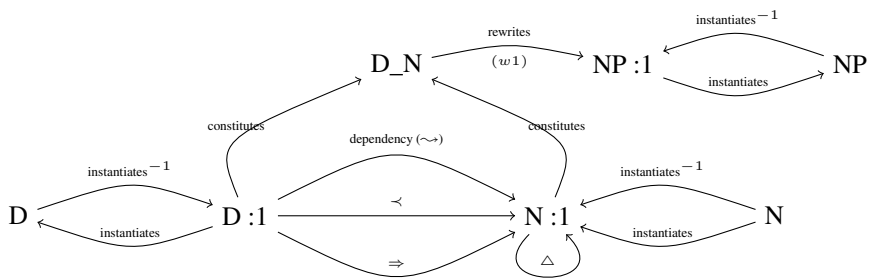 rewrites
instantiates⁻¹
D_N
(w1)
NP :1
NP
instantiates
constitutes
constitutes
dependency (⇝)
instantiates⁻¹
instantiates⁻¹
D
D :1
≺
N :1
N
instantiates
instantiates
⇒
△